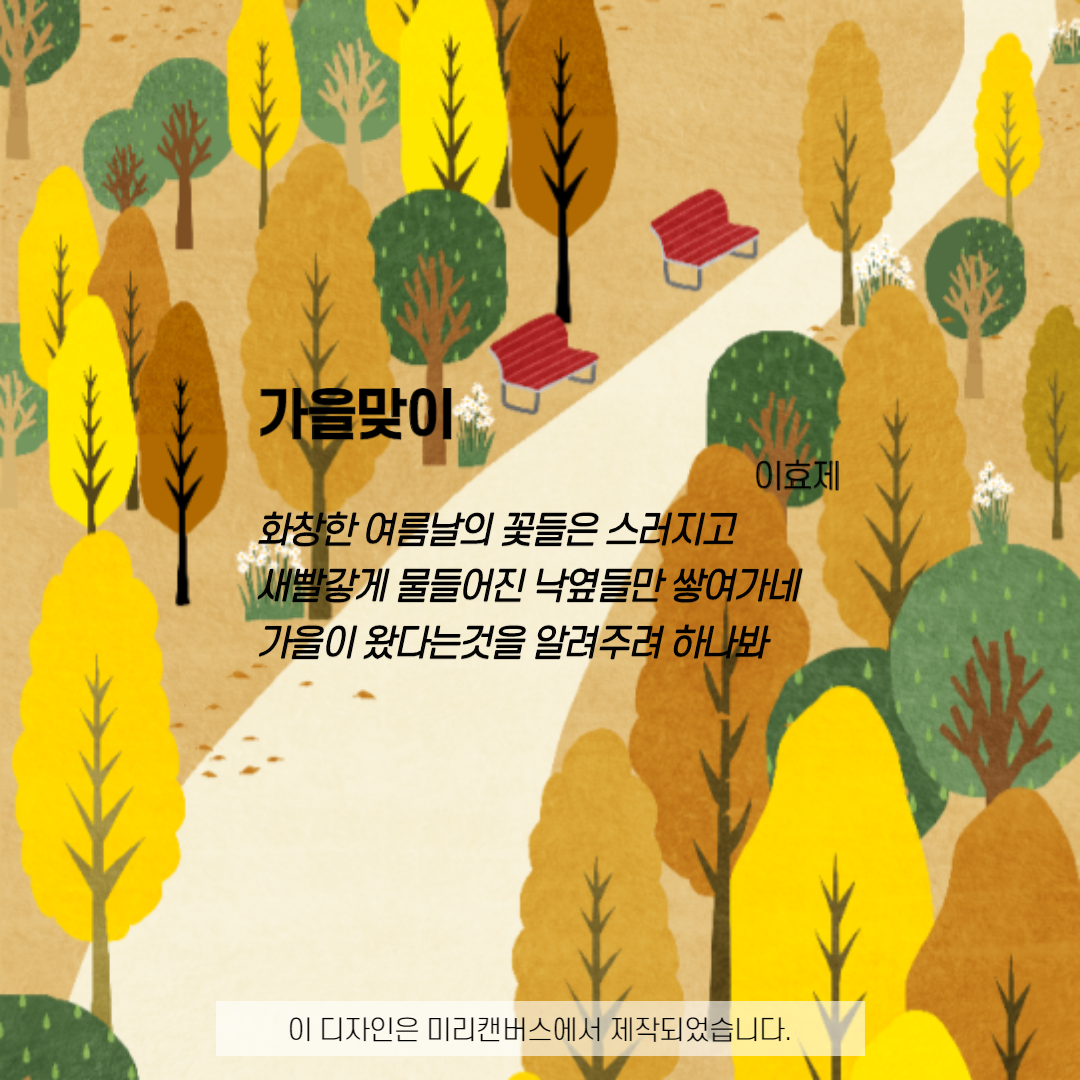 가을맞이
이효제
화창한 여름날의 꽃들은 스러지고
새빨갛게 물들어진 낙옆들만 쌓여가네
가을이 왔다는것을 알려주려 하나봐
이 디자인은 미리캔버스에서 제작되었습니다.